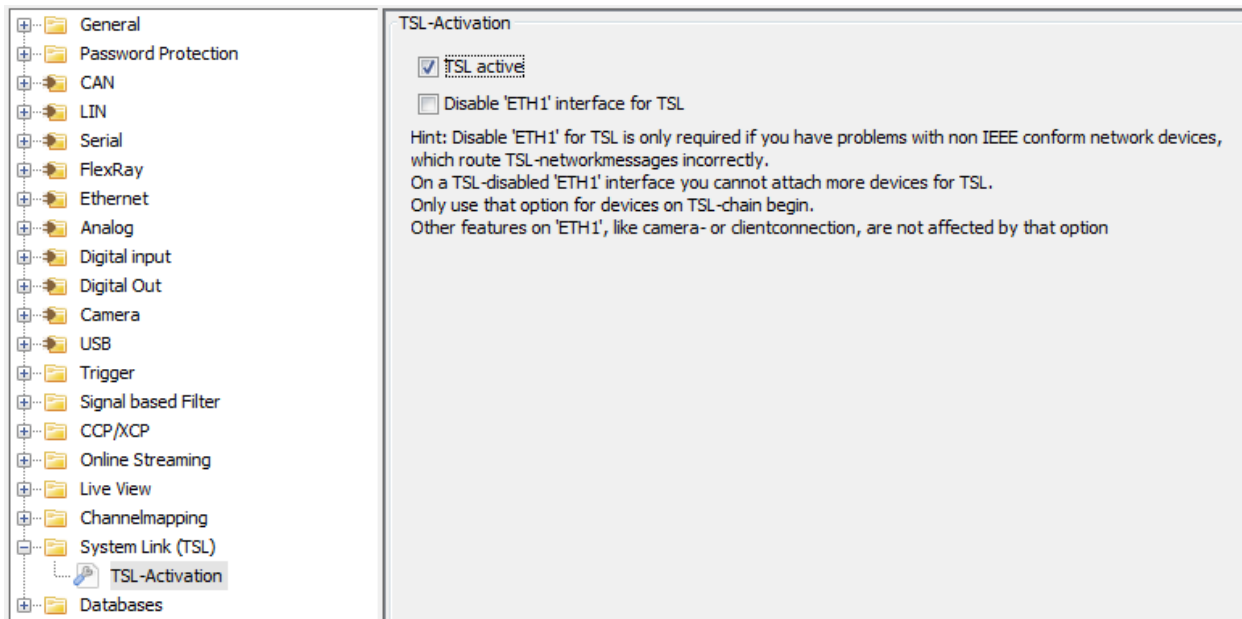 General
Password Protection
CAN
LIN
Serial
FlexRay
Ethernet
Analog
Digital input
Digital Out
Camera
USB
Trigger
Signal based Filter
CCP/XCP
Online Streaming
Live View
Channelmapping
System Link (TSL)
TSL-Activation
Databases
TSL-Activation
TSL active
Disable 'ETH1' interface for TSL
Hint: Disable 'ETH1' for TSL is only required if you have problems with non IEEE conform network devices,
which route TSL-networkmessages incorrectly.
On a TSL-disabled 'ETH1' interface you cannot attach more devices for TSL.
Only use that option for devices on TSL-chain begin.
Other features on 'ETH1', like camera- or clientconnection, are not affected by that option